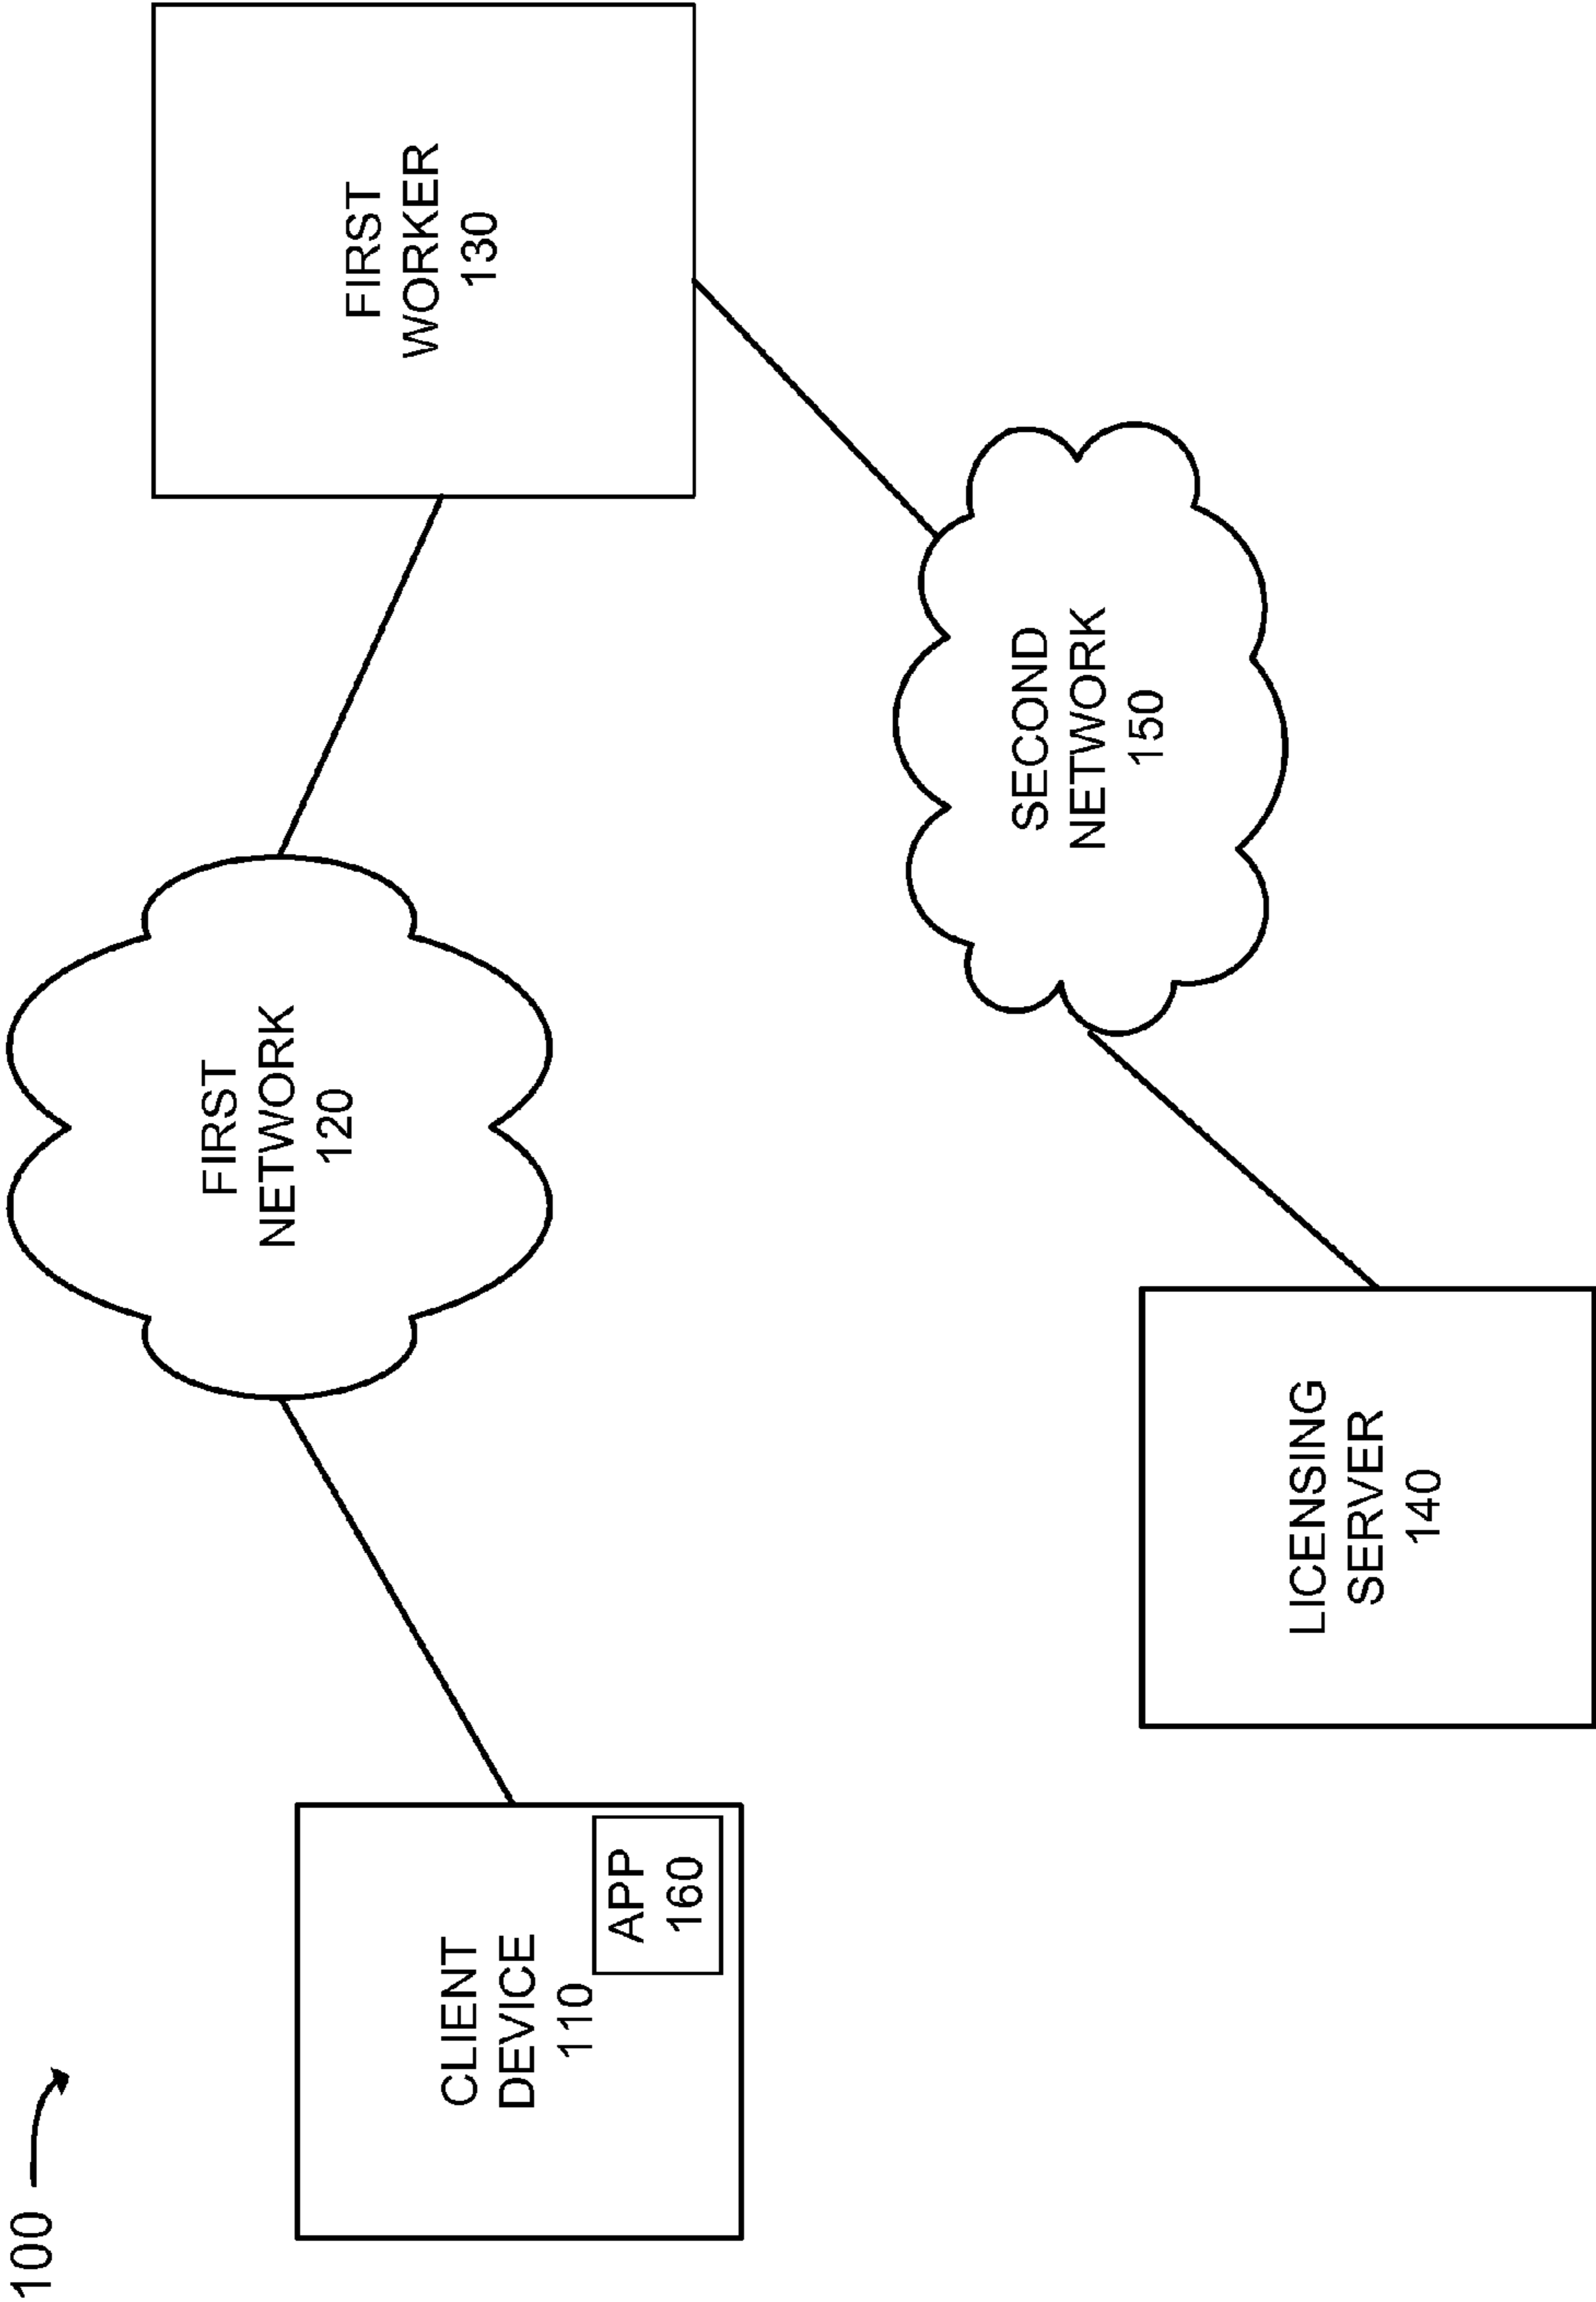 100
CLIENT
DEVICE
110
APP
160
FIRST
NETWORK
120
FIRST
WORKER
130
SECOND
NETWORK
150
LICENSING
SERVER
140